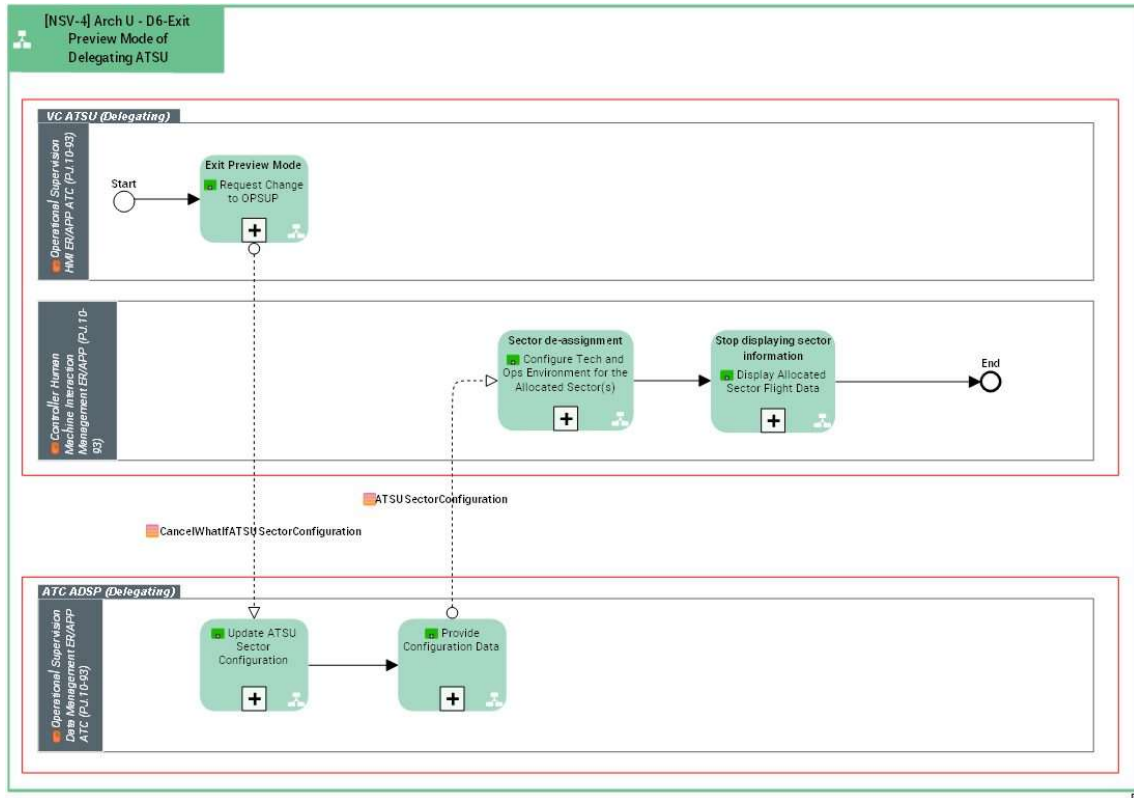 [NSV-4] Arch U - D6-Exit
Preview Mode of
Delegating ATSU
VC ATSU (Delegating)
Operational Supervision
HMI ER/APP ATC (PJ.10-93)
Start
Exit Preview Mode
Request Change
to OPSUP
Controller Human
Machine Interaction
Management ER/APP (PJ.10-
93)
Sector de-assignment
Configure Tech and
Ops Environment for the
Allocated Sector(s)
Stop displaying sector
information
Display Allocated
Sector Flight Data
End
ATSUSectorConfiguration
CancelWhatIfATSUSectorConfiguration
ATC ADSP (Delegating)
Operational Supervision
Data Management ER/APP
ATC (PJ.10-93)
Update ATSU
Sector
Configuration
Provide
Configuration Data